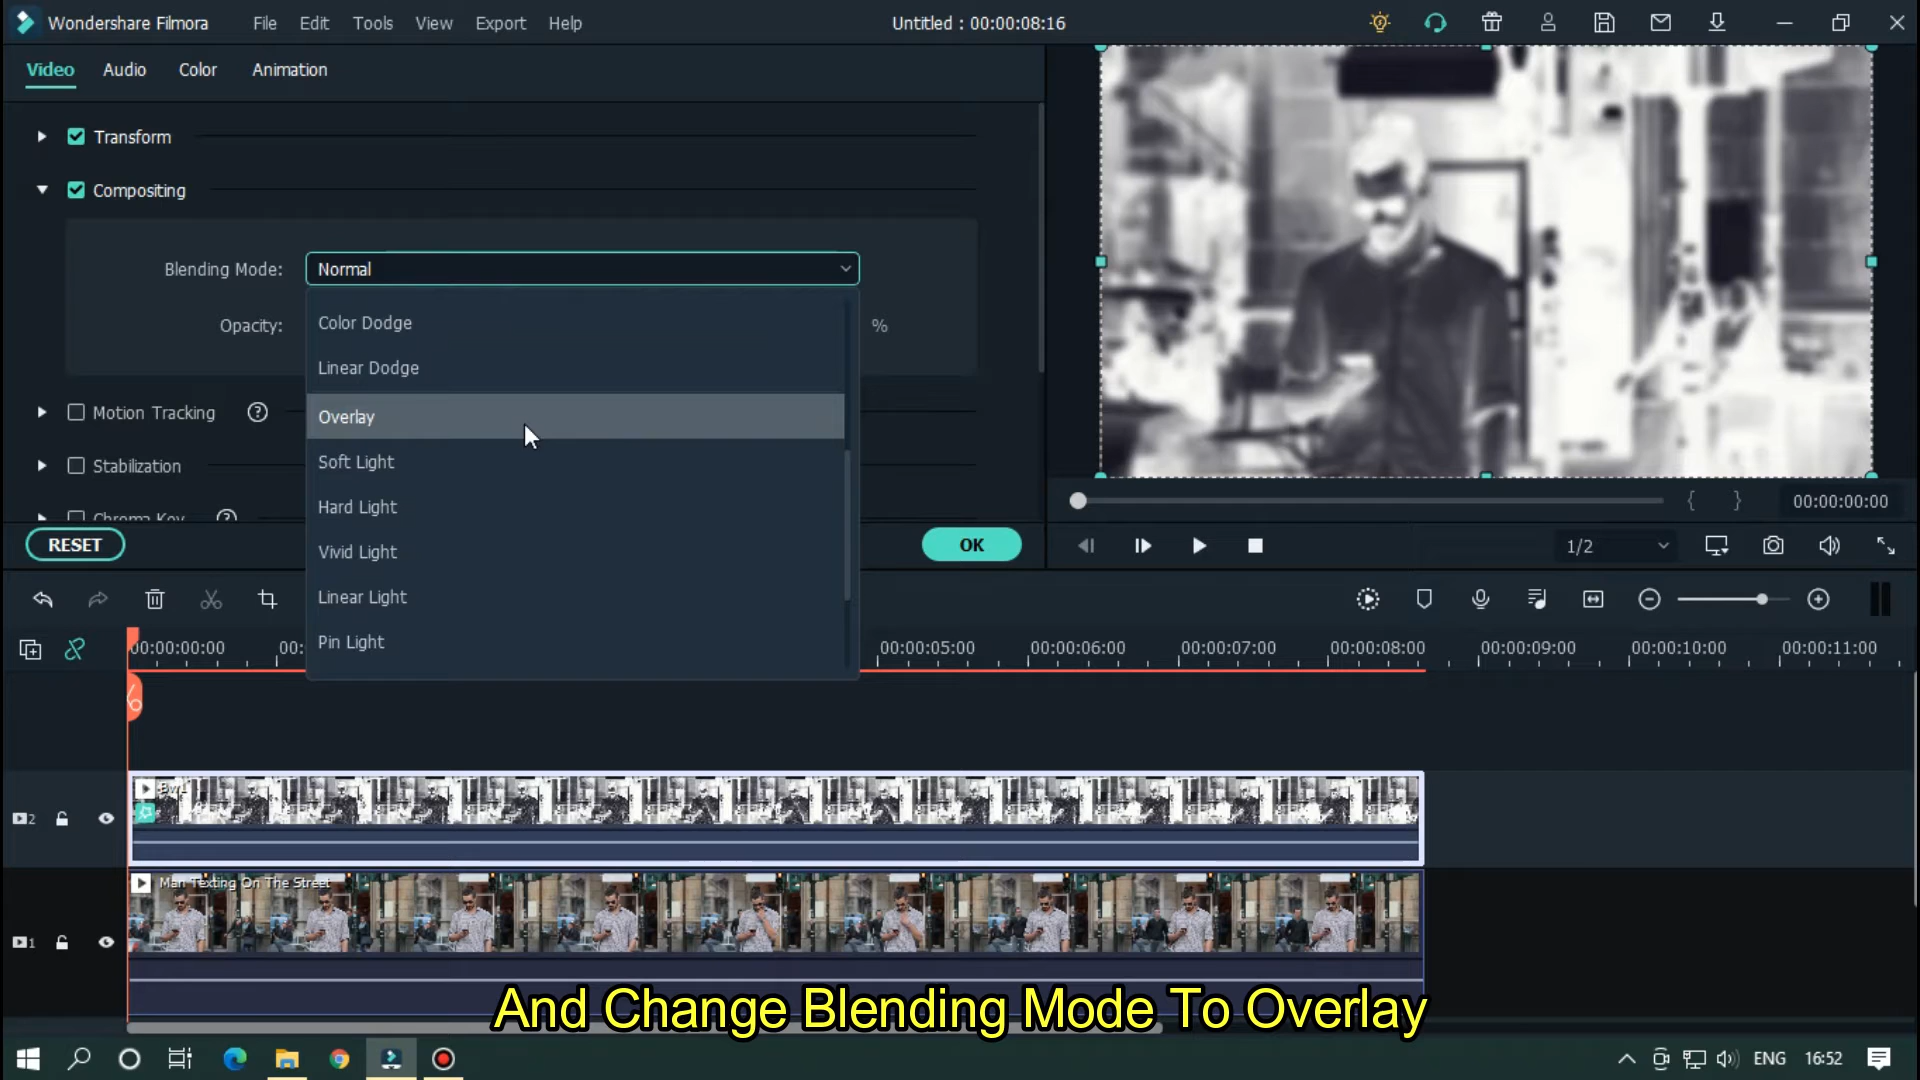 Wondershare Filmora File Edit Tools View Export Help Untitled : 00:00:08:16
Video Audio Color Animation
Transform
Compositing
Blending Mode: Normal
Opacity: %
Color Dodge
Linear Dodge
Overlay
Soft Light
Hard Light
Vivid Light
Linear Light
Pin Light
Motion Tracking
Stabilization
Chroma Key
RESET OK
{ } 00:00:00:00
1/2
00:00:00:00 00: 00:00:05:00 00:00:06:00 00:00:07:00 00:00:08:00 00:00:09:00 00:00:10:00 00:00:11:00
2
1
Man Texting On The Street
And Change Blending Mode To Overlay
ENG 16:52